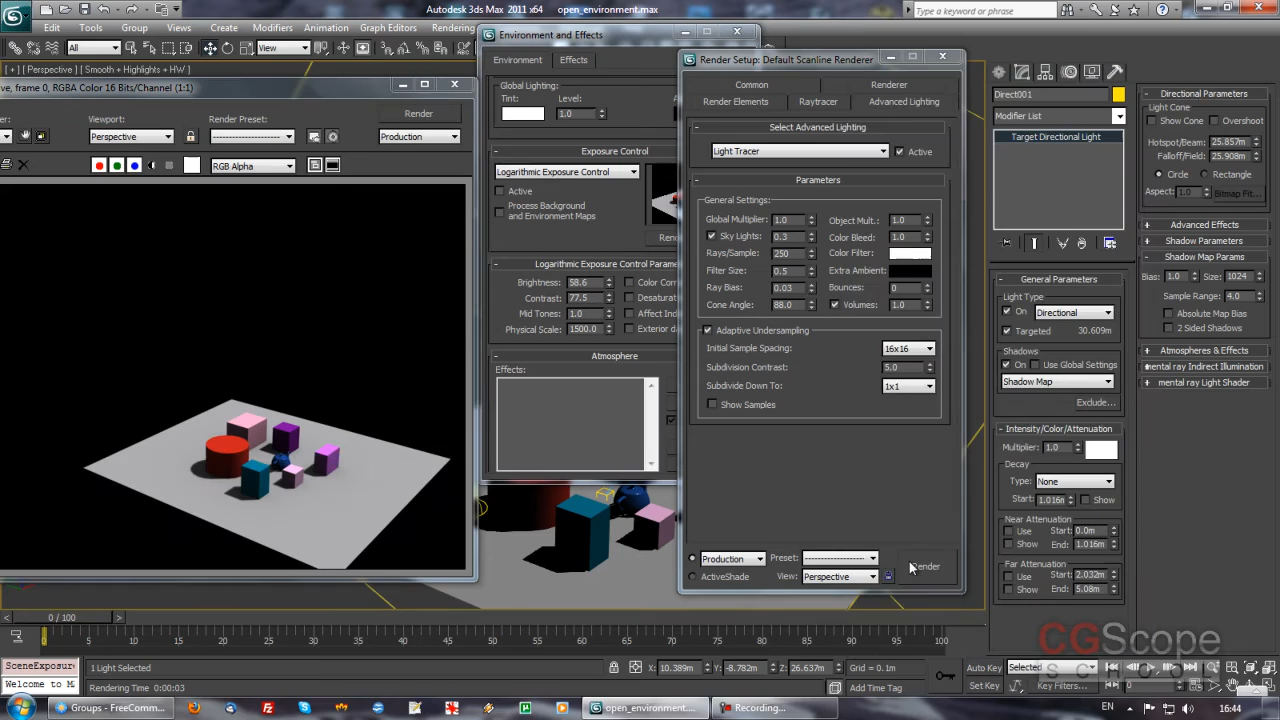 Autodesk 3ds Max 2011 x64 open_environment.max
Type a keyword or phrase
Edit Tools Group Views Create Modifiers Animation Graph Editors Rendering
All View
[ + ] [ Perspective ] [ Smooth + Highlights + HW ]
ve, frame 0, RGBA Color 16 Bits/Channel (1:1)
Viewport: Render Preset: Render
Perspective Production
RGB Alpha
Environment and Effects
Environment Effects
Global Lighting:
Tint: Level:
1.0
Exposure Control
Logarithmic Exposure Control
Active
Process Background
and Environment Maps
Logarithmic Exposure Control Parame
Brightness: 58.6 Color Corr
Contrast: 77.5 Desaturat
Mid Tones: 1.0 Affect Ind
Physical Scale: 1500.0 Exterior da
Atmosphere
Effects:
Render Setup: Default Scanline Renderer
Common Renderer
Render Elements Raytracer Advanced Lighting
Select Advanced Lighting
Light Tracer Active
Parameters
General Settings:
Global Multiplier: 1.0 Object Mult.: 1.0
Sky Lights: 0.3 Color Bleed: 1.0
Rays/Sample: 250 Color Filter:
Filter Size: 0.5 Extra Ambient:
Ray Bias: 0.03 Bounces: 0
Cone Angle: 88.0 Volumes: 1.0
Adaptive Undersampling
Initial Sample Spacing: 16x16
Subdivision Contrast: 5.0
Subdivide Down To: 1x1
Show Samples
Production Preset: -------------------- Render
ActiveShade View: Perspective
Direct001
Modifier List
Target Directional Light
General Parameters
Light Type
On Directional
Targeted 30.609m
Shadows
On Use Global Settings
Shadow Map
Exclude...
Intensity/Color/Attenuation
Multiplier: 1.0
Decay
Type: None
Start: 1.016m Show
Near Attenuation
Use Start: 0.0m
Show End: 1.016m
Far Attenuation
Use Start: 2.032m
Show End: 5.08m
Directional Parameters
Light Cone
Show Cone Overshoot
Hotspot/Beam: 25.857m
Falloff/Field: 25.908m
Circle Rectangle
Aspect: 1.0 Bitmap Fit...
Advanced Effects
Shadow Parameters
Shadow Map Params
Bias: 1.0 Size: 1024
Sample Range: 4.0
Absolute Map Bias
2 Sided Shadows
Atmospheres & Effects
mental ray Indirect Illumination
mental ray Light Shader
0 / 100
0 5 10 15 20 25 30 35 40 45 50 55 60 65 70 75 80 85 90 95 100
CGScope
SCHOOL
SceneExposur 1 Light Selected X: 10.389m Y: -8.782m Z: 26.637m Grid = 0.1m Auto Key Selected
Welcome to M Rendering Time 0:00:03 Add Time Tag Set Key Key Filters... 0
Groups - FreeComm... open_environment.... Recording... EN 16:44